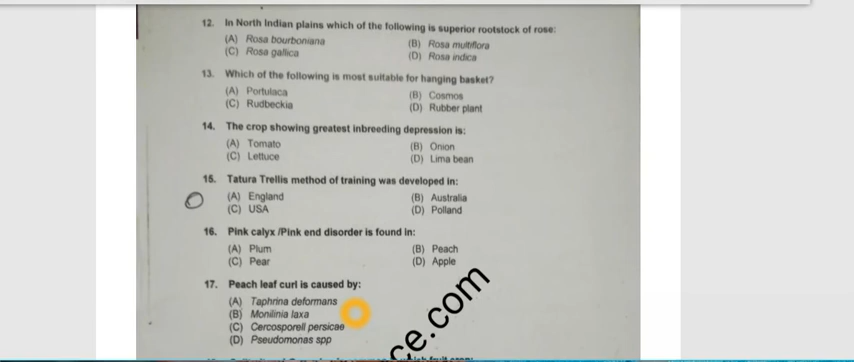 12. In North Indian plains which of the following is superior rootstock of rose:
(A) Rosa bourboniana (B) Rosa multiflora
(C) Rosa gallica (D) Rosa indica
13. Which of the following is most suitable for hanging basket?
(A) Portulaca (B) Cosmos
(C) Rudbeckia (D) Rubber plant
14. The crop showing greatest inbreeding depression is:
(A) Tomato (B) Onion
(C) Lettuce (D) Lima bean
15. Tatura Trellis method of training was developed in:
(A) England (B) Australia
(C) USA (D) Polland
16. Pink calyx /Pink end disorder is found in:
(A) Plum (B) Peach
(C) Pear (D) Apple
17. Peach leaf curl is caused by:
(A) Taphrina deformans
(B) Monilinia laxa
(C) Cercosporell persicae
(D) Pseudomonas spp
ce.com